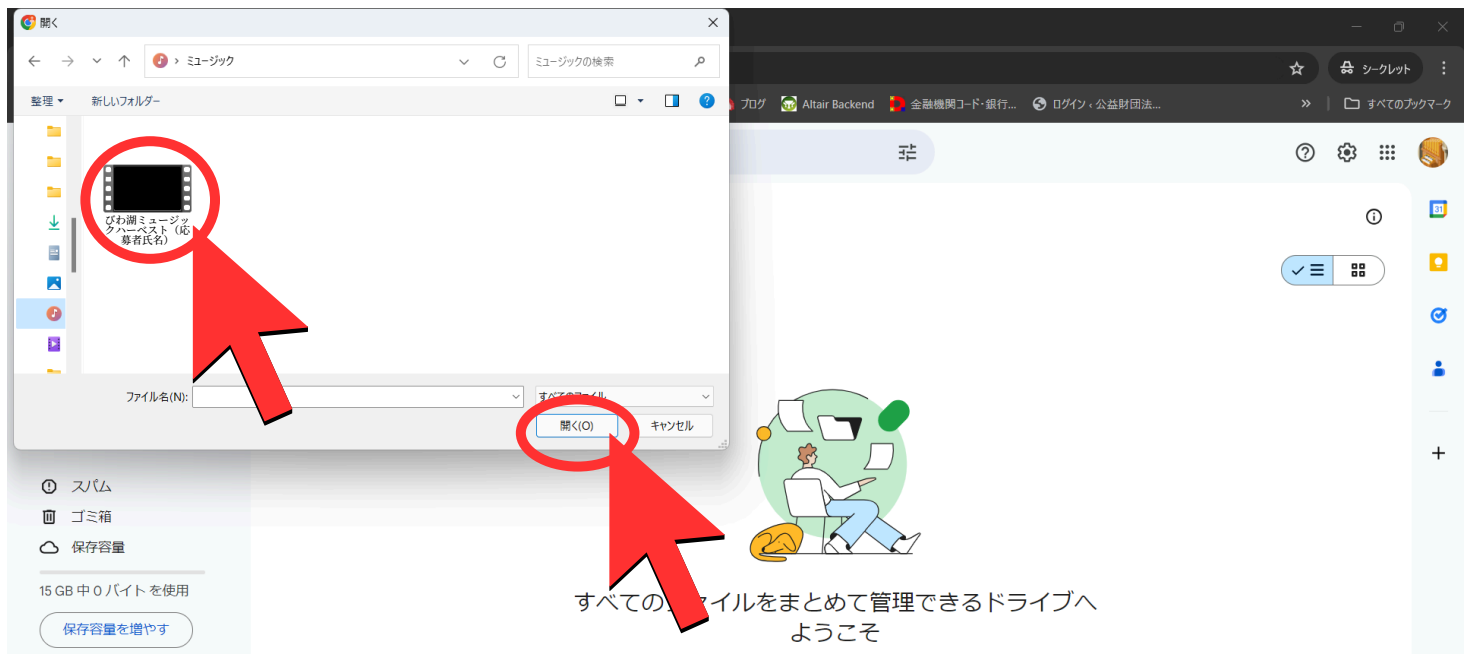 開く
ミュージック
ミュージックの検索
整理
新しいフォルダー
びわ湖ミュージッ
クハーベスト（応
募者氏名）
ファイル名(N):
すべてのファイル
開く(O)
キャンセル
シークレット
ブログ
Altair Backend
金融機関コード・銀行...
ログイン ‹ 公益財団法...
»
すべてのブックマーク
31
スパム
ゴミ箱
保存容量
15 GB 中 0 バイト を使用
保存容量を増やす
すべてのファイルをまとめて管理できるドライブへ
ようこそ